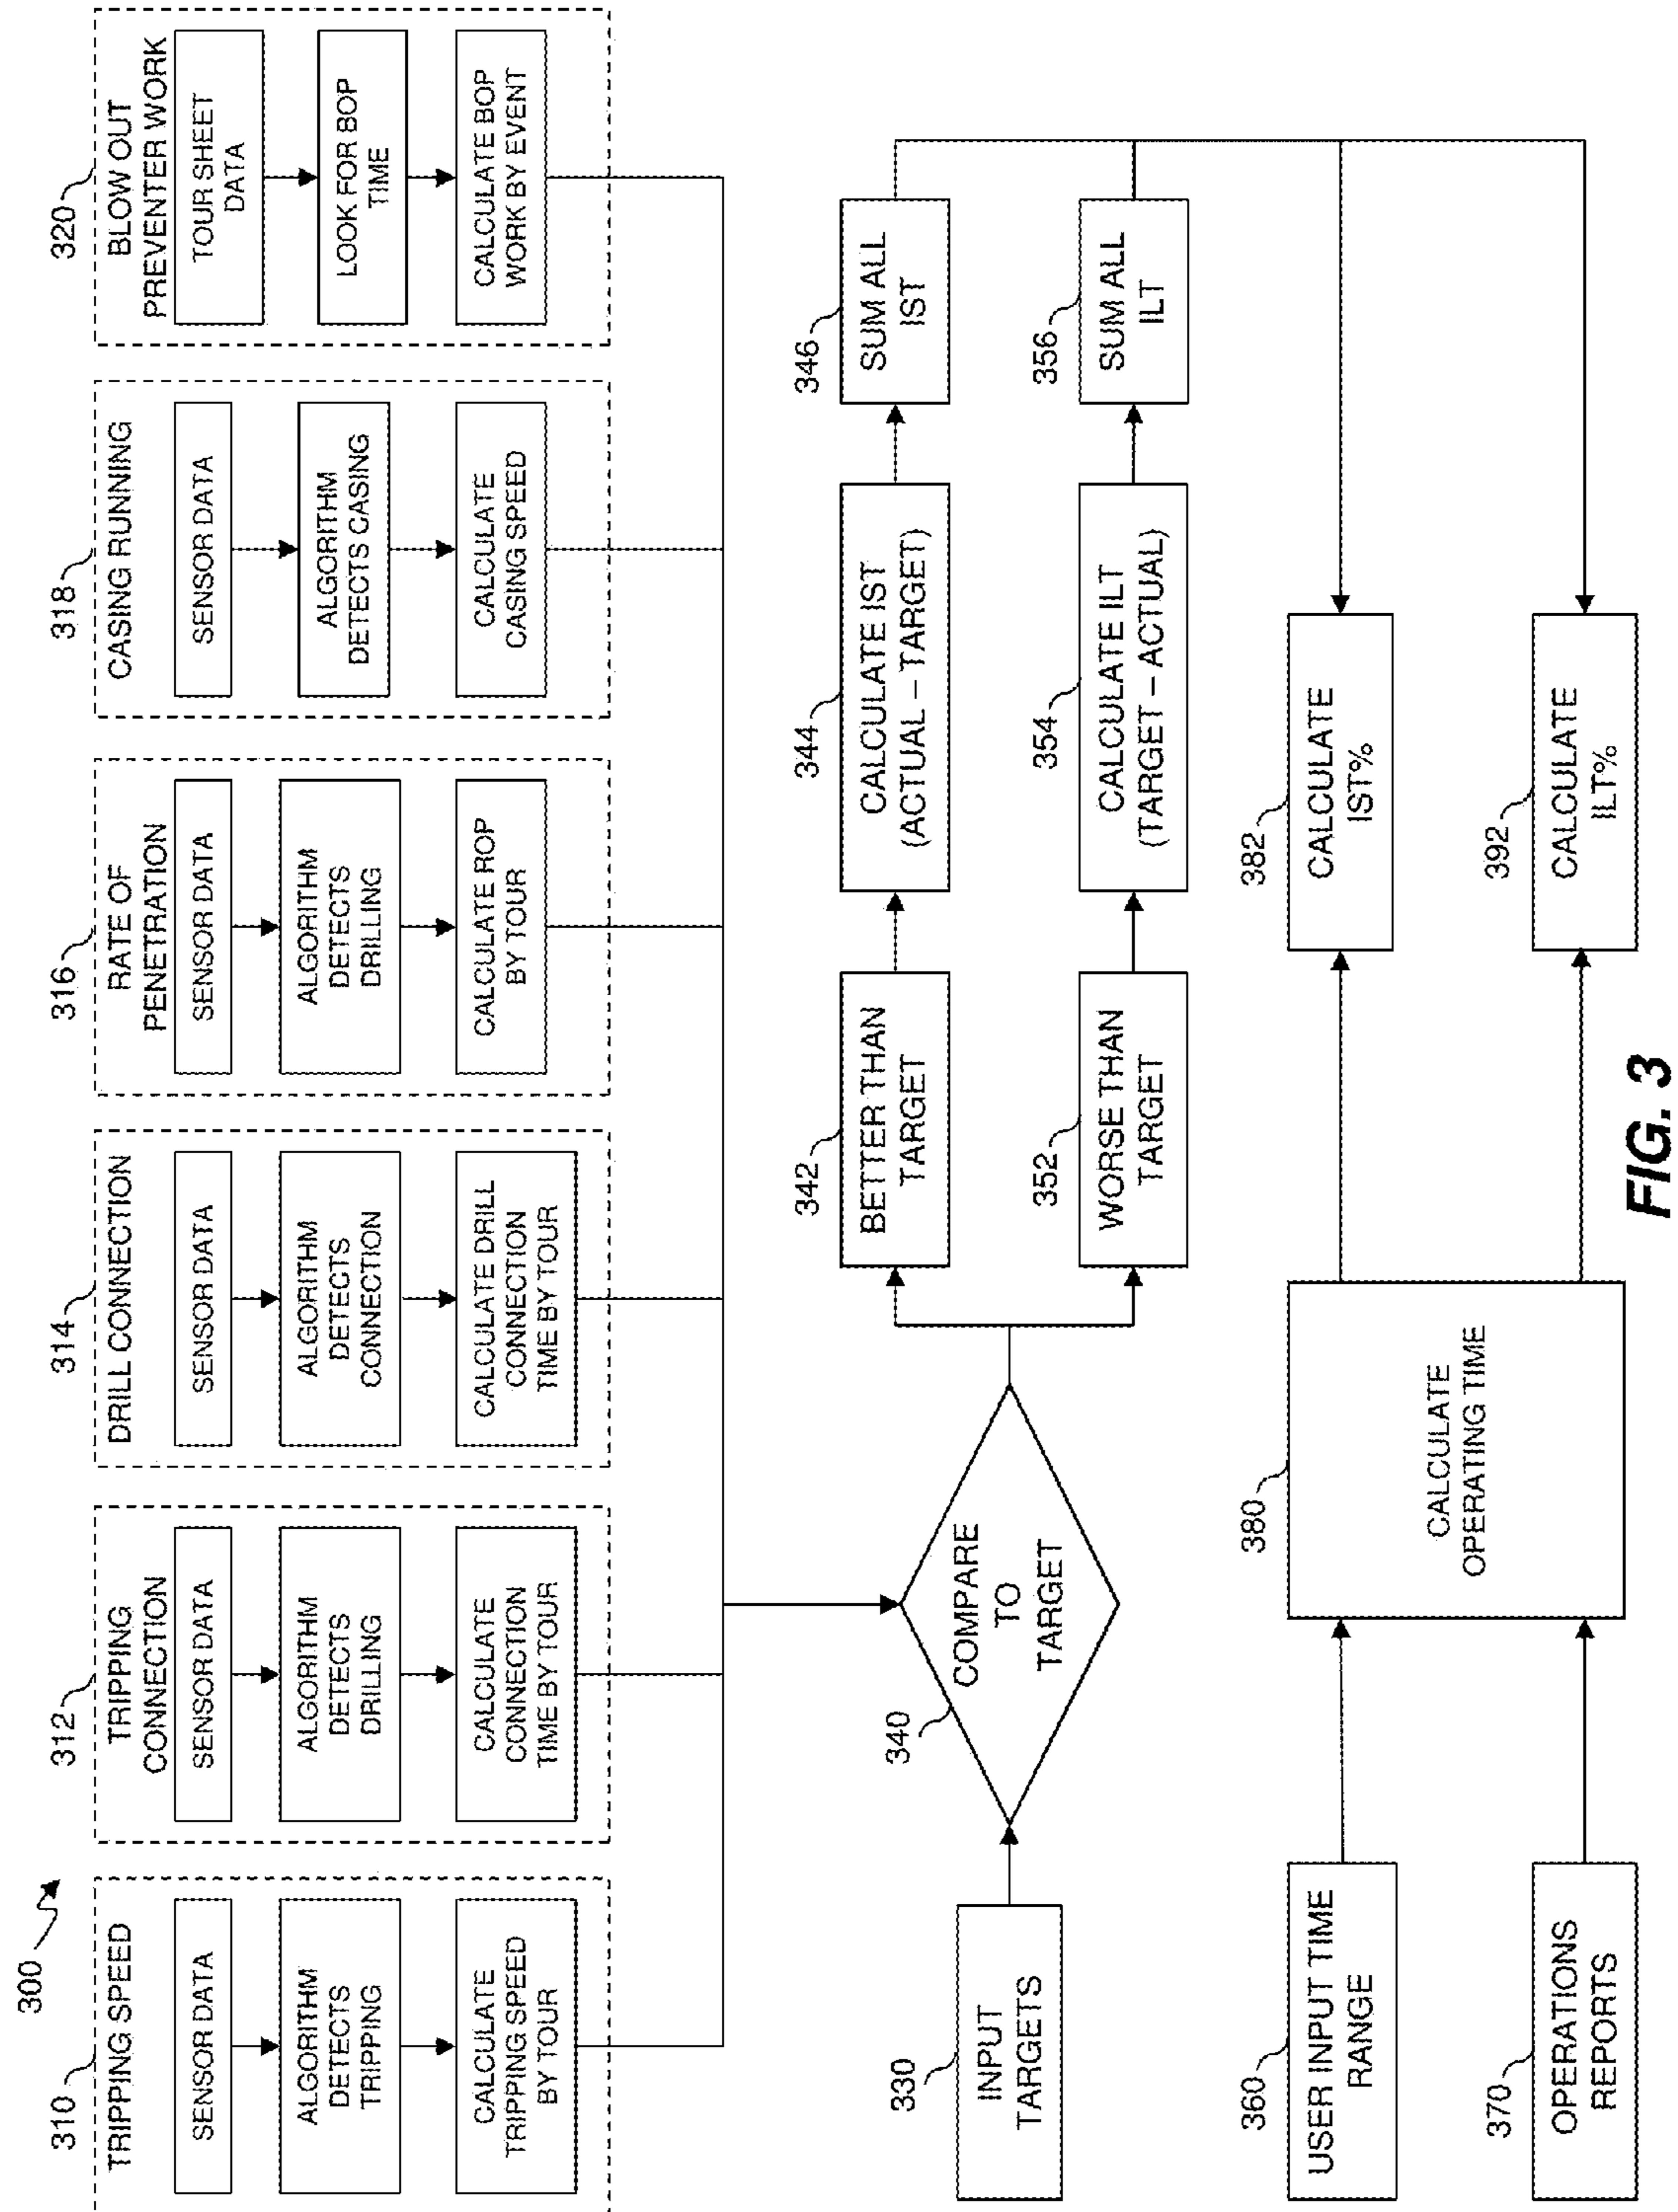 300
310
TRIPPING SPEED
SENSOR DATA
ALGORITHM
DETECTS
TRIPPING
CALCULATE
TRIPPING SPEED
BY TOUR
312
TRIPPING
CONNECTION
SENSOR DATA
ALGORITHM
DETECTS
DRILLING
CALCULATE
CONNECTION
TIME BY TOUR
314
DRILL CONNECTION
SENSOR DATA
ALGORITHM
DETECTS
CONNECTION
CALCULATE DRILL
CONNECTION
TIME BY TOUR
316
RATE OF
PENETRATION
SENSOR DATA
ALGORITHM
DETECTS
DRILLING
CALCULATE ROP
BY TOUR
318
CASING RUNNING
SENSOR DATA
ALGORITHM
DETECTS CASING
CALCULATE
CASING SPEED
320
BLOW OUT
PREVENTER WORK
TOUR SHEET
DATA
LOOK FOR BOP
TIME
CALCULATE BOP
WORK BY EVENT
330
INPUT
TARGETS
340
COMPARE
TO
TARGET
342
BETTER THAN
TARGET
344
CALCULATE IST
(ACTUAL – TARGET)
346
SUM ALL
IST
352
WORSE THAN
TARGET
354
CALCULATE ILT
(TARGET – ACTUAL)
356
SUM ALL
ILT
360
USER INPUT TIME
RANGE
370
OPERATIONS
REPORTS
380
CALCULATE
OPERATING TIME
382
CALCULATE
IST%
392
CALCULATE
ILT%
FIG. 3